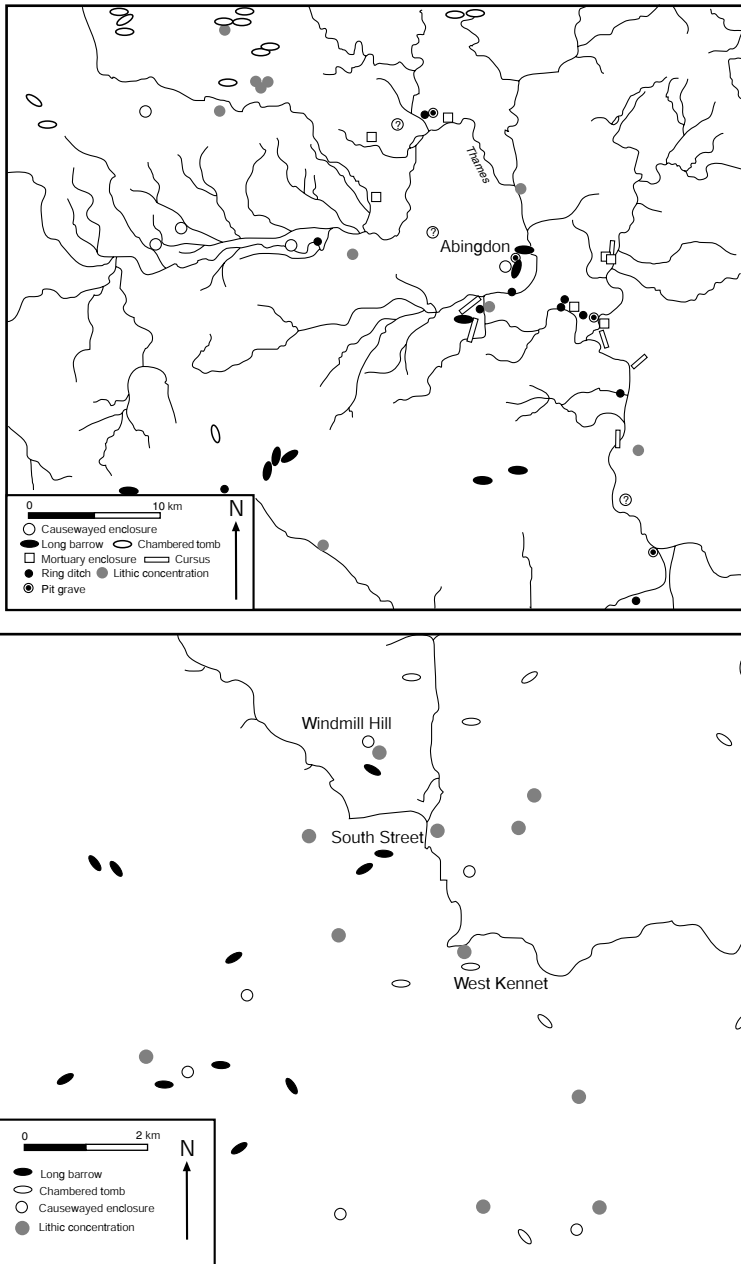 Thames
Abingdon
?
?
?
0 10 km
N
Causewayed enclosure
Long barrow Chambered tomb
Mortuary enclosure Cursus
Ring ditch Lithic concentration
Pit grave
Windmill Hill
South Street
West Kennet
0 2 km
N
Long barrow
Chambered tomb
Causewayed enclosure
Lithic concentration